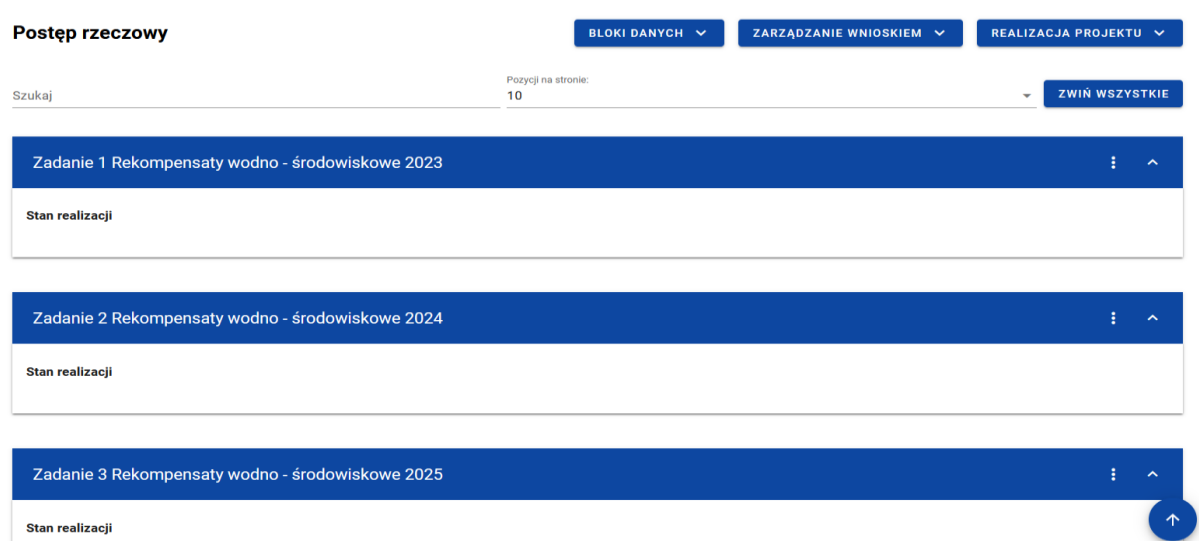 Postęp rzeczowy
BLOKI DANYCH
ZARZĄDZANIE WNIOSKIEM
REALIZACJA PROJEKTU
Szukaj
Pozycji na stronie:
10
ZWIŃ WSZYSTKIE
Zadanie 1 Rekompensaty wodno - środowiskowe 2023
Stan realizacji
Zadanie 2 Rekompensaty wodno - środowiskowe 2024
Stan realizacji
Zadanie 3 Rekompensaty wodno - środowiskowe 2025
Stan realizacji